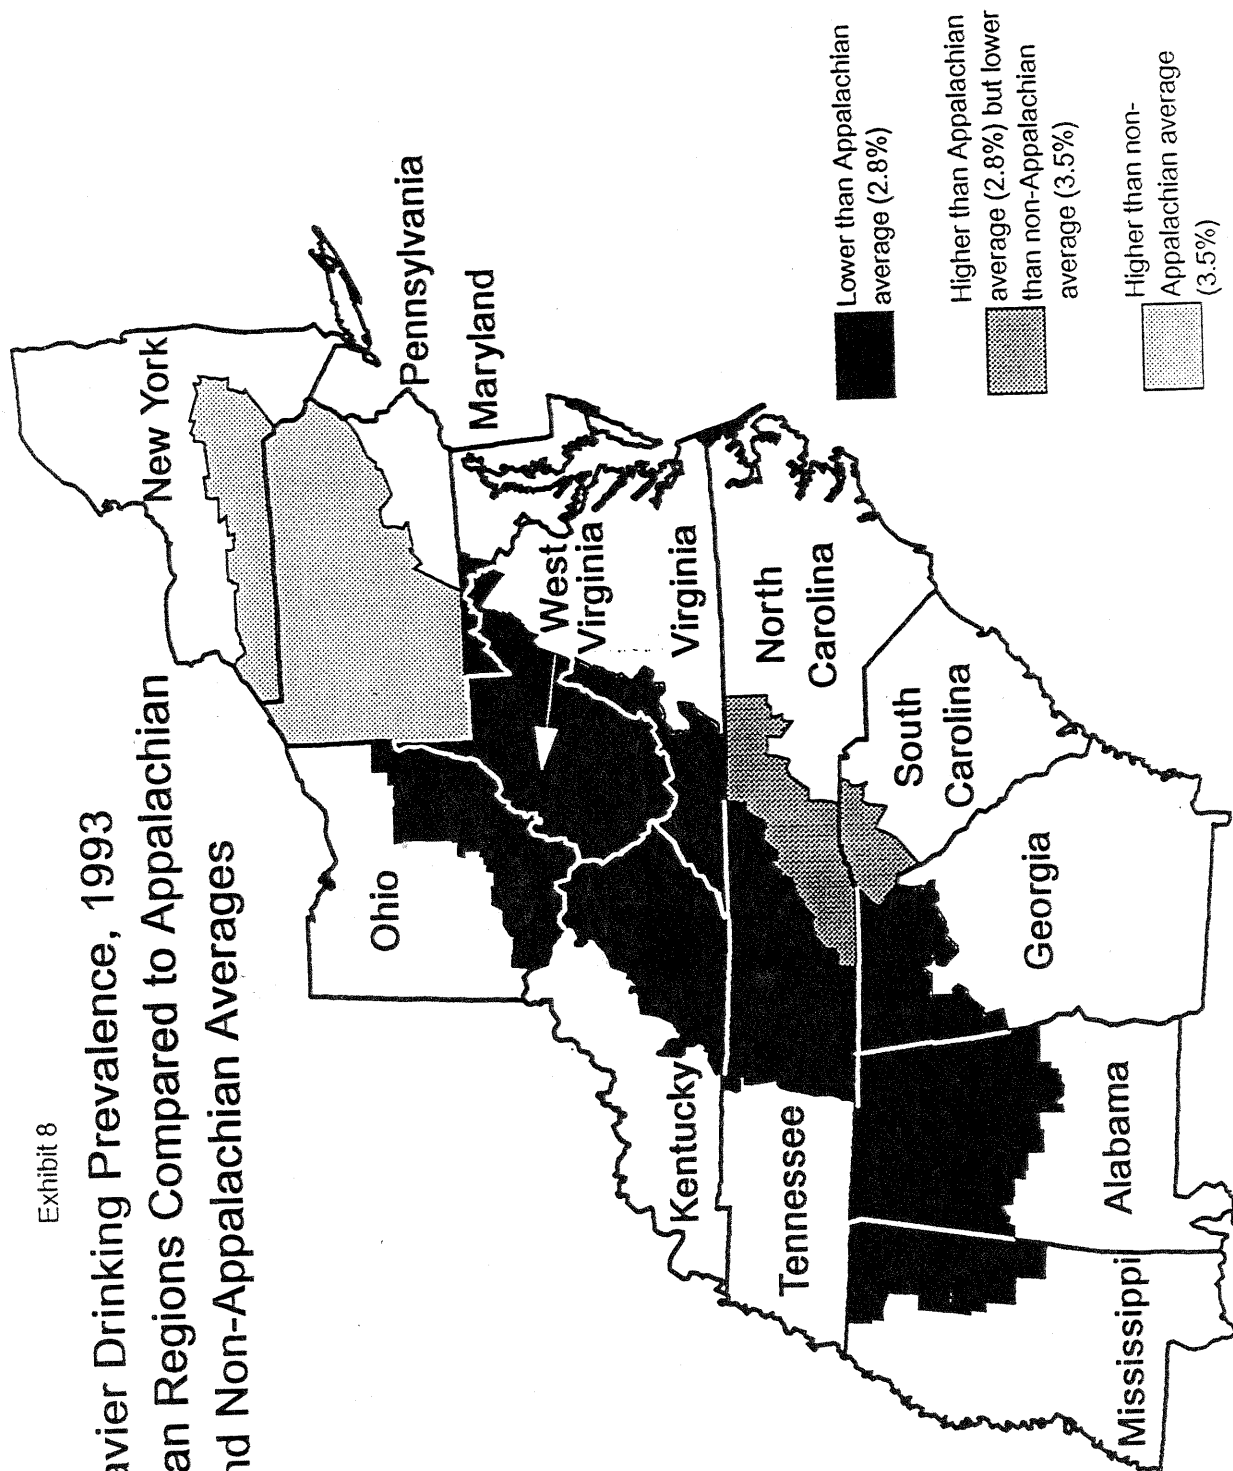 Exhibit 8
avier Drinking Prevalence, 1993
an Regions Compared to Appalachian
nd Non-Appalachian Averages
New York
Pennsylvania
Maryland
Ohio
West
Virginia
Virginia
Kentucky
North
Carolina
Tennessee
South
Carolina
Georgia
Alabama
Mississippi
Lower than Appalachian
average (2.8%)
Higher than Appalachian
average (2.8%) but lower
than non-Appalachian
average (3.5%)
Higher than non-
Appalachian average
(3.5%)